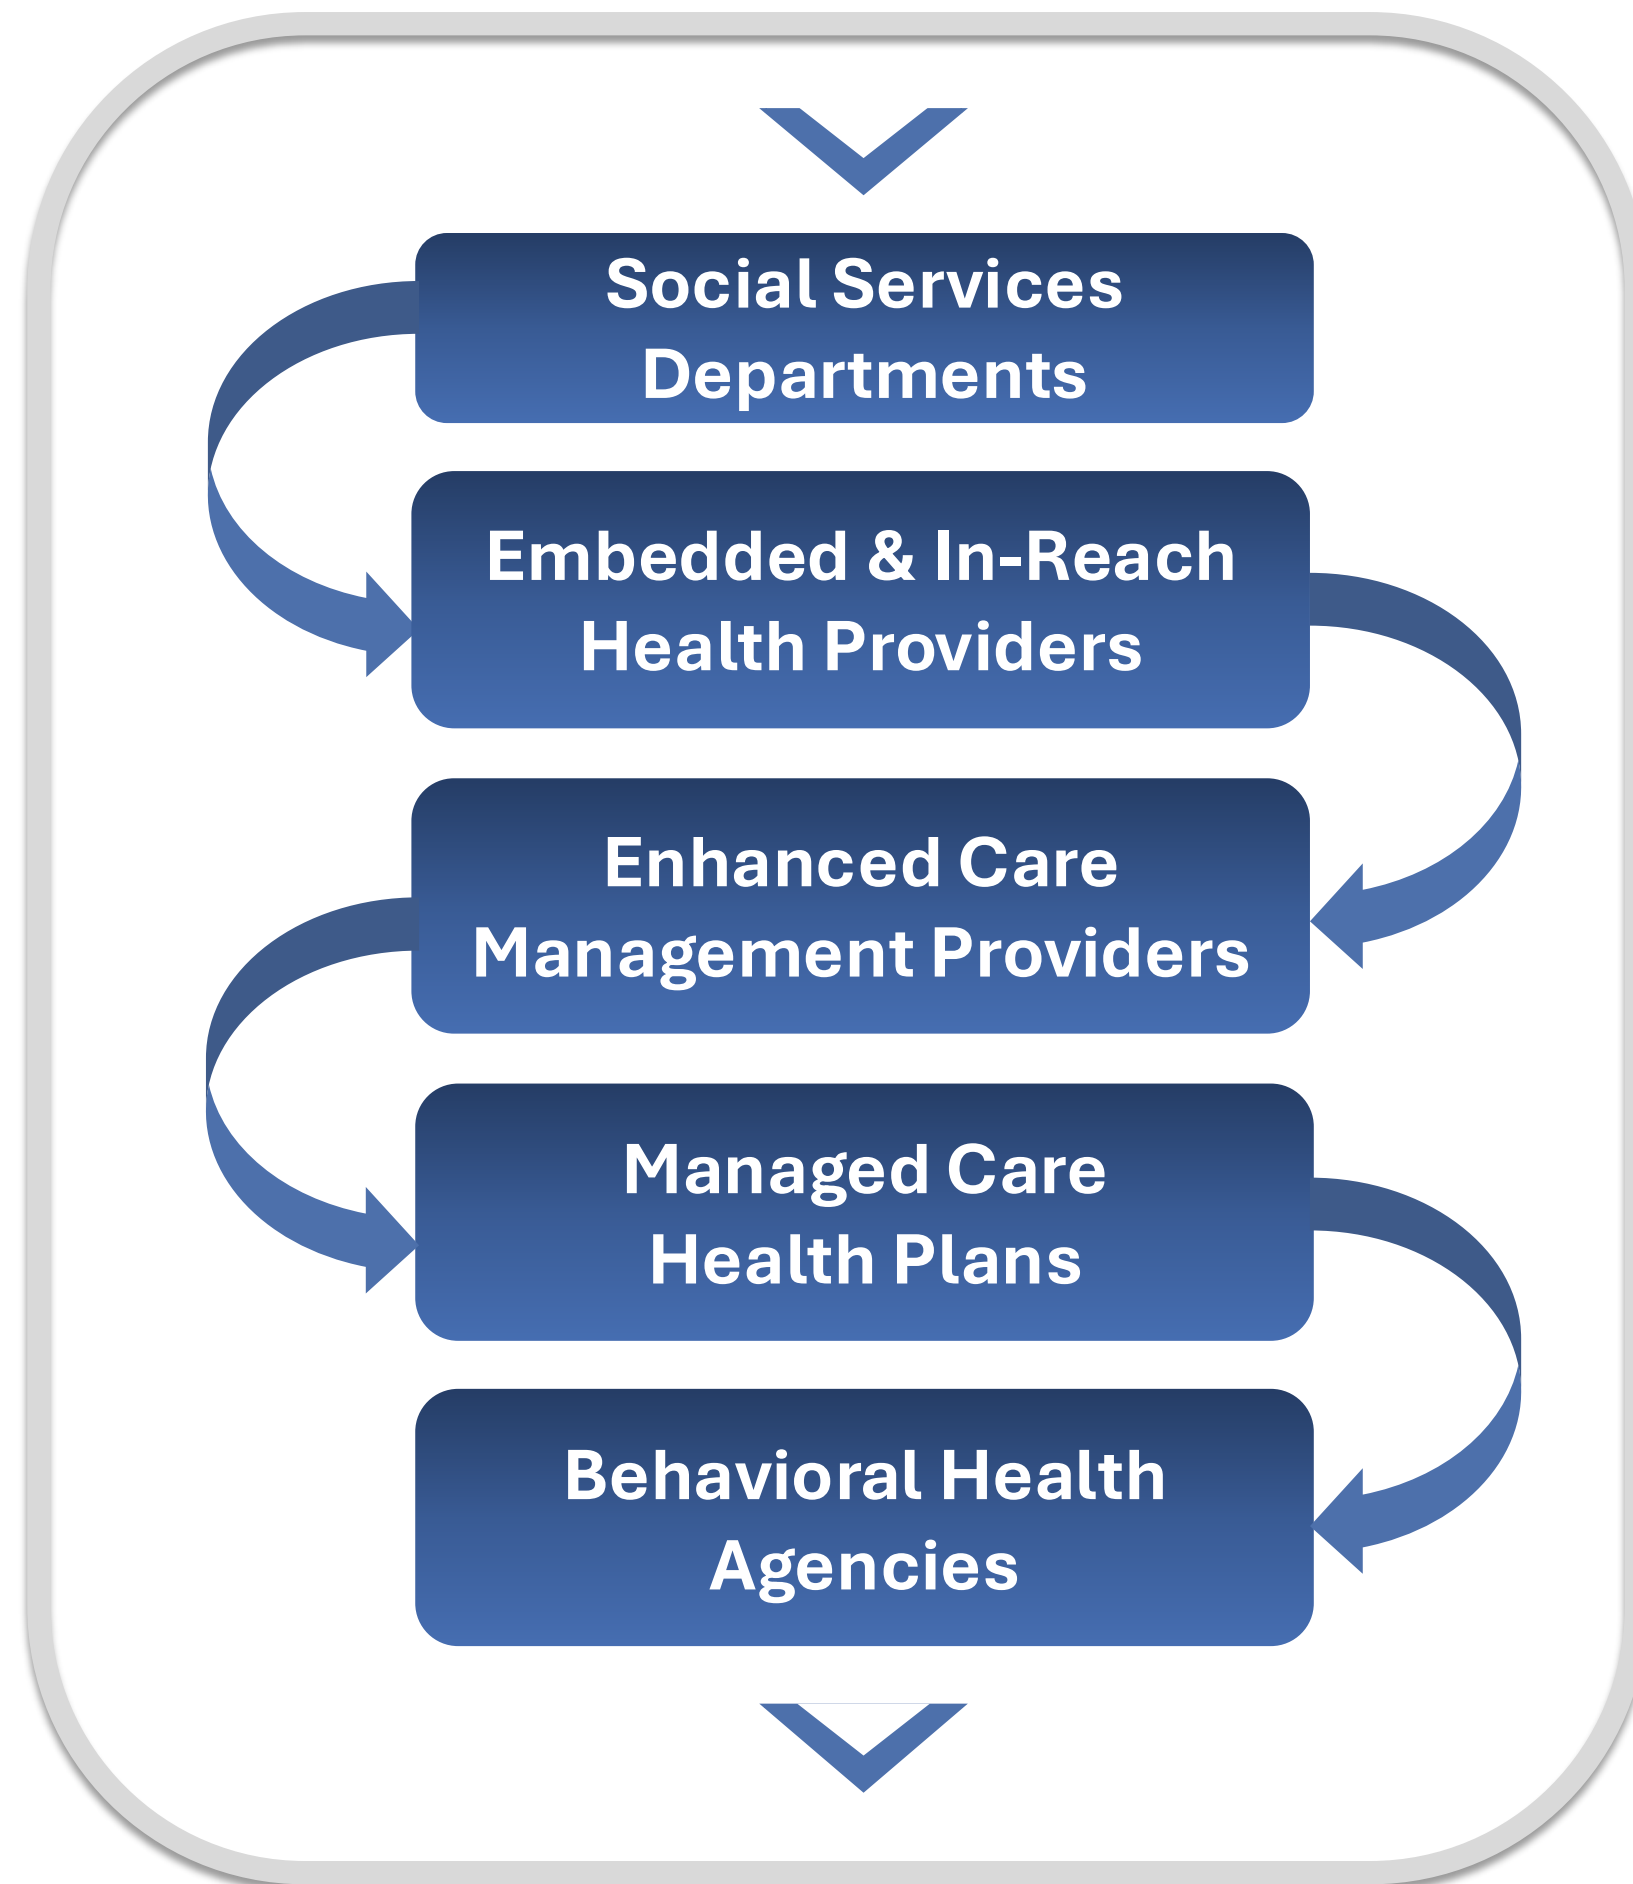 Social Services
Departments
Embedded & In-Reach
Health Providers
Enhanced Care
Management Providers
Managed Care
Health Plans
Behavioral Health
Agencies